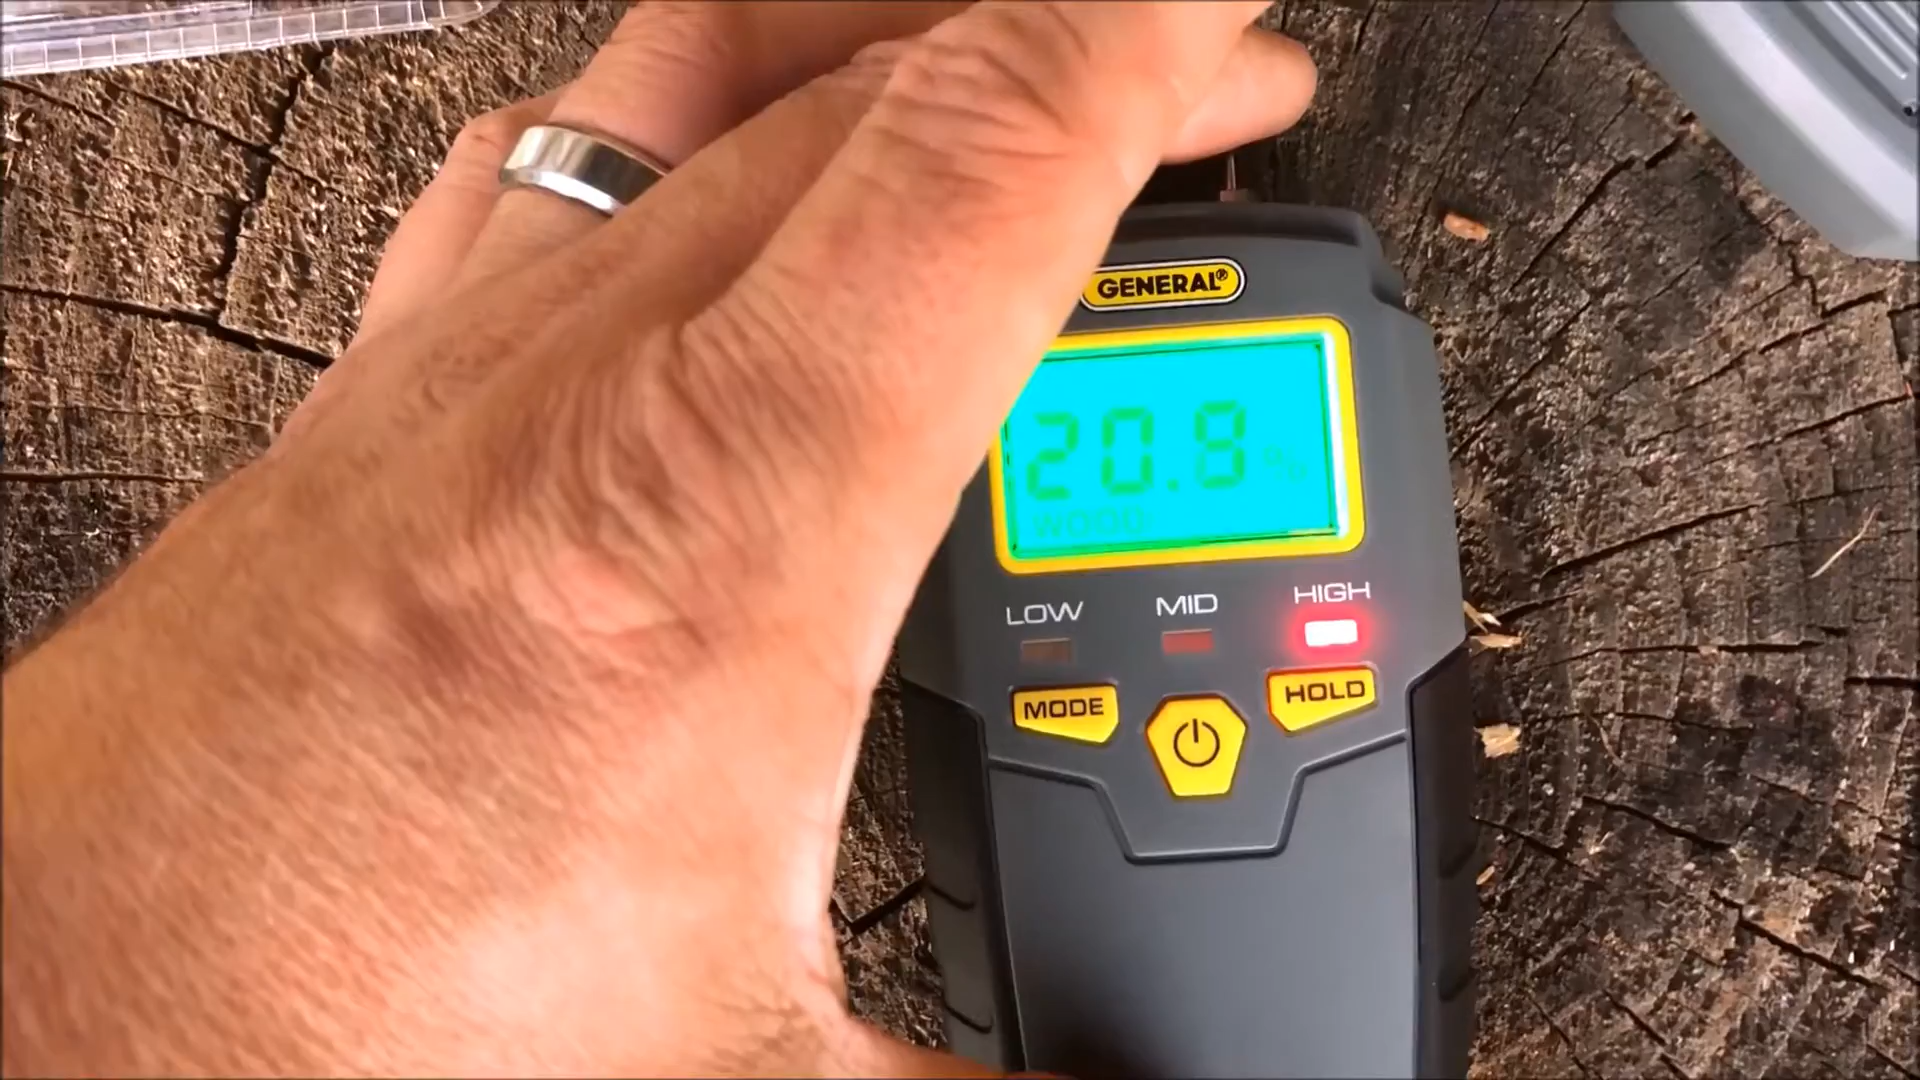 GENERAL®
20.8 %
WOOD
LOW MID HIGH
MODE HOLD